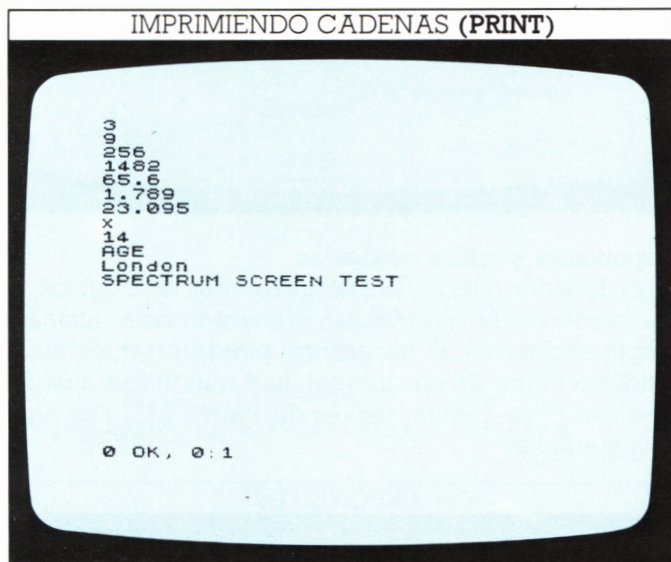 IMPRIMIENDO CADENAS (PRINT)
3
9
256
1482
65.6
1.789
23.095
x
14
AGE
London
SPECTRUM SCREEN TEST
0 OK, 0:1